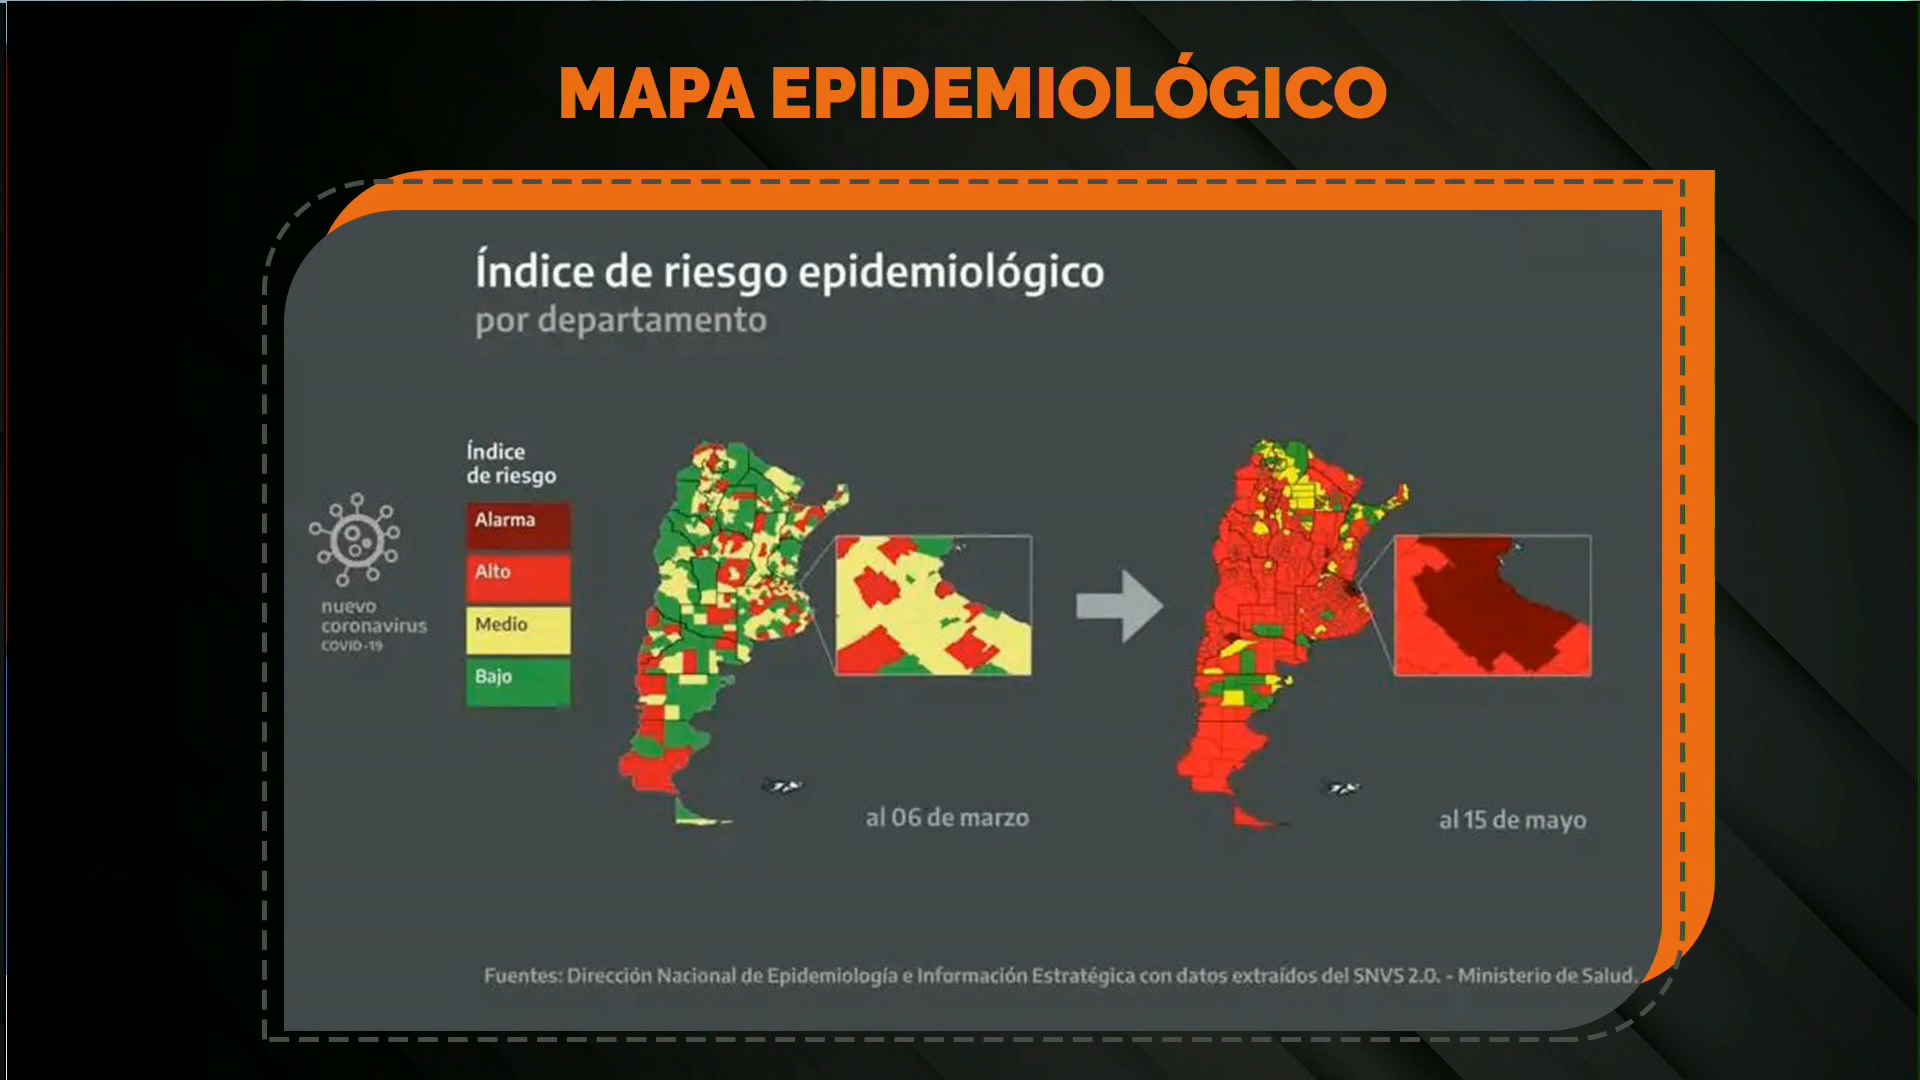 MAPA EPIDEMIOLÓGICO
Índice de riesgo epidemiológico
por departamento
Índice
de riesgo
Alarma
Alto
Medio
Bajo
nuevo
coronavirus
COVID-19
al 06 de marzo
al 15 de mayo
Fuentes: Dirección Nacional de Epidemiología e Información Estratégica con datos extraídos del SNVS 2.0. - Ministerio de Salud.